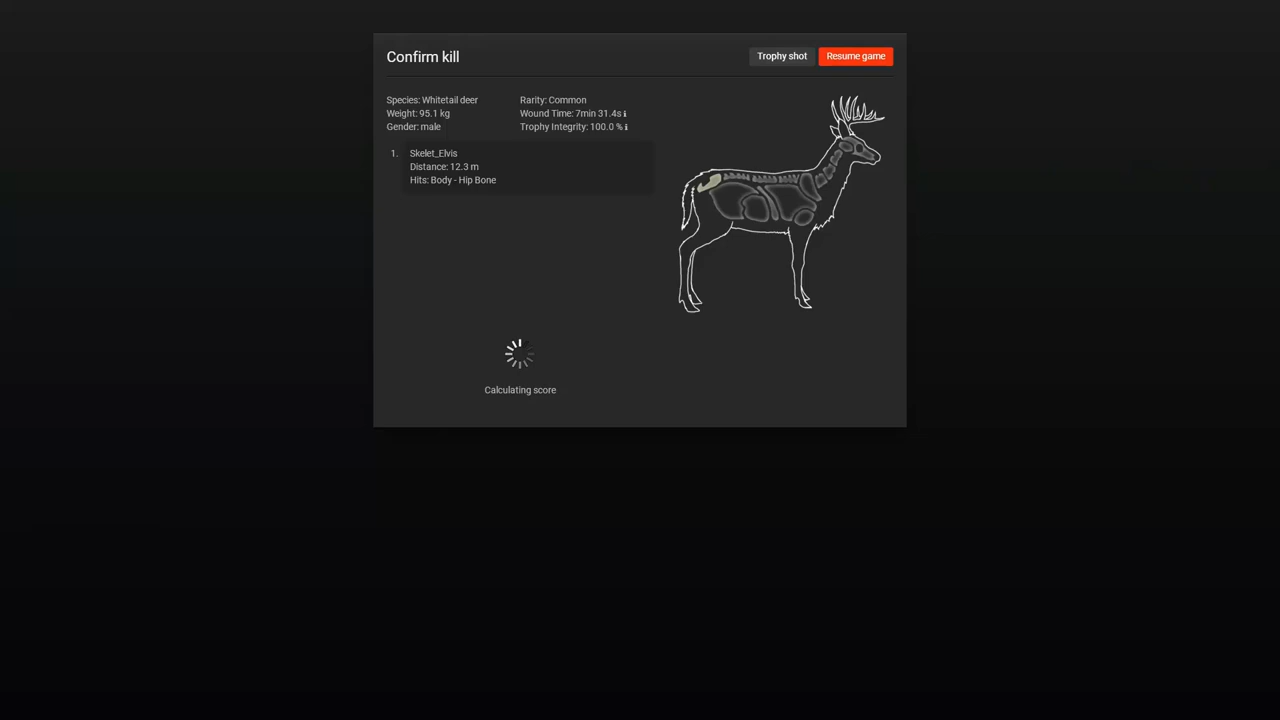 Confirm kill
Trophy shot
Resume game
Species: Whitetail deer
Weight: 95.1 kg
Gender: male
Rarity: Common
Wound Time: 7min 31.4s ℹ
Trophy Integrity: 100.0 % ℹ
1. Skelet_Elvis
Distance: 12.3 m
Hits: Body - Hip Bone
Calculating score